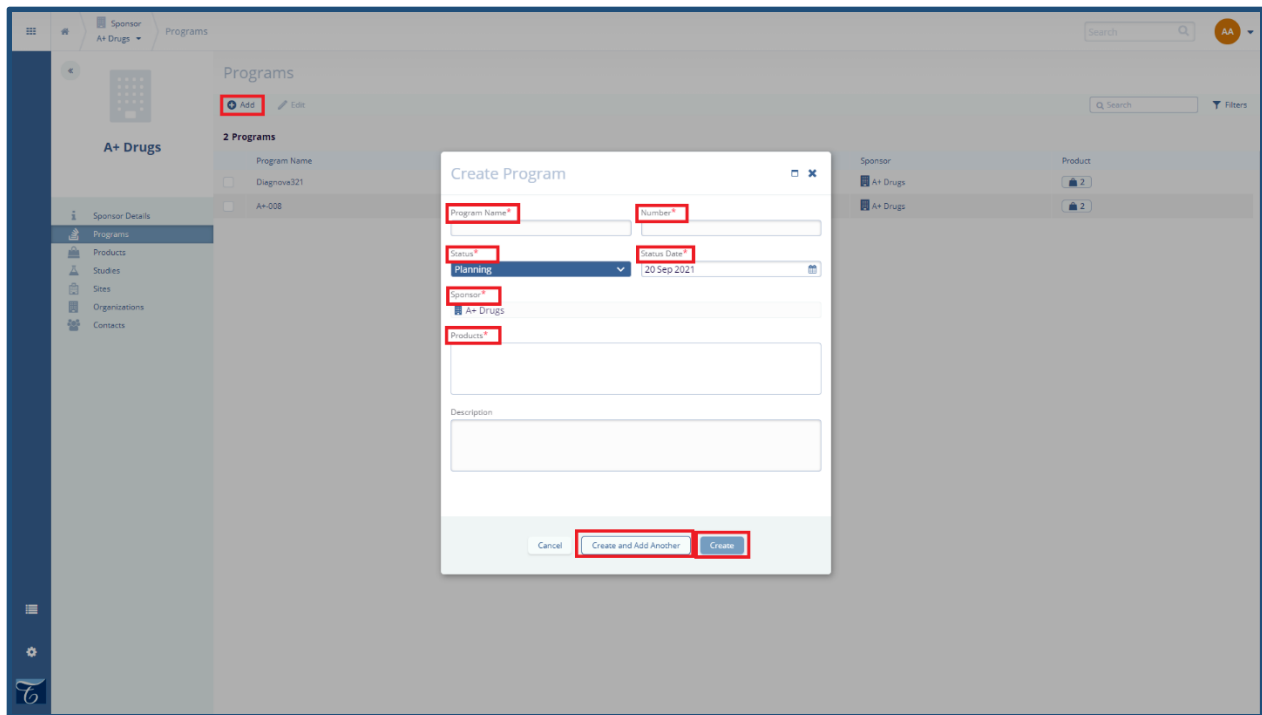 Sponsor
A+ Drugs
Programs
Search
AA
Programs
Add Edit
Search Filters
A+ Drugs
2 Programs
Program Name Sponsor Product
Diagnova321 A+ Drugs 2
A+-008 A+ Drugs 2
Sponsor Details
Programs
Products
Studies
Sites
Organizations
Contacts
Create Program
Program Name* Number*
Status* Status Date*
Planning 20 Sep 2021
Sponsor*
A+ Drugs
Products*
Description
Cancel Create and Add Another Create